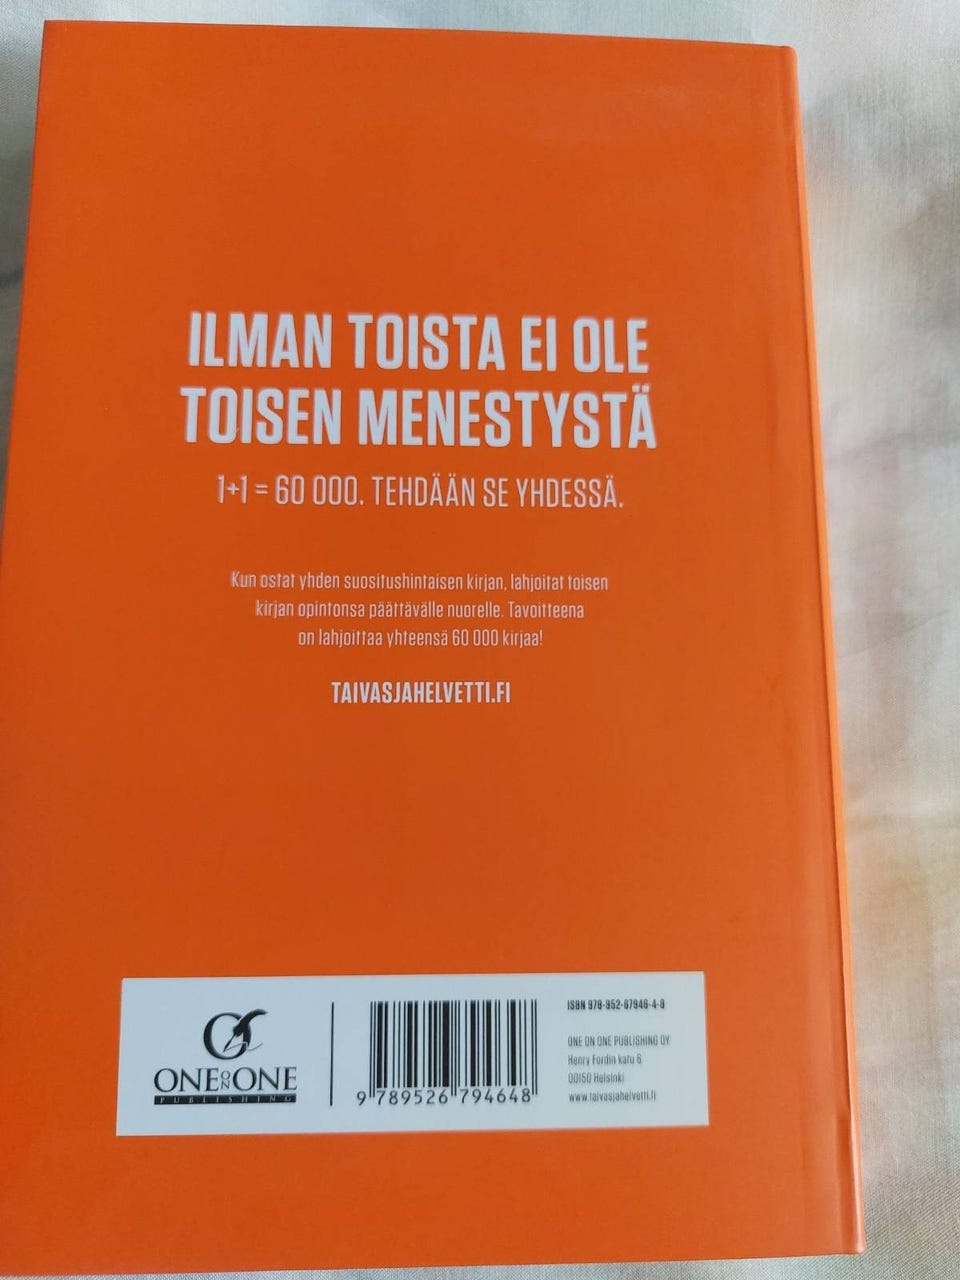 ILMAN TOISTA EI OLE
TOISEN MENESTYSTÄ
1+1 = 60 000. TEHDÄÄN SE YHDESSÄ.
Kun ostat yhden suositushintaisen kirjan, lahjoitat toisen
kirjan opintonsa päättävälle nuorelle. Tavoitteena
on lahjoittaa yhteensä 60 000 kirjaa!
TAIVASJAHELVETTI.FI
ONE ON ONE
PUBLISHING
9 789526 794648
ISBN 978-952-67946-4-8
ONE ON ONE PUBLISHING OY
Henry Fordin katu 6
00150 Helsinki
www.taivasjahelvetti.fi